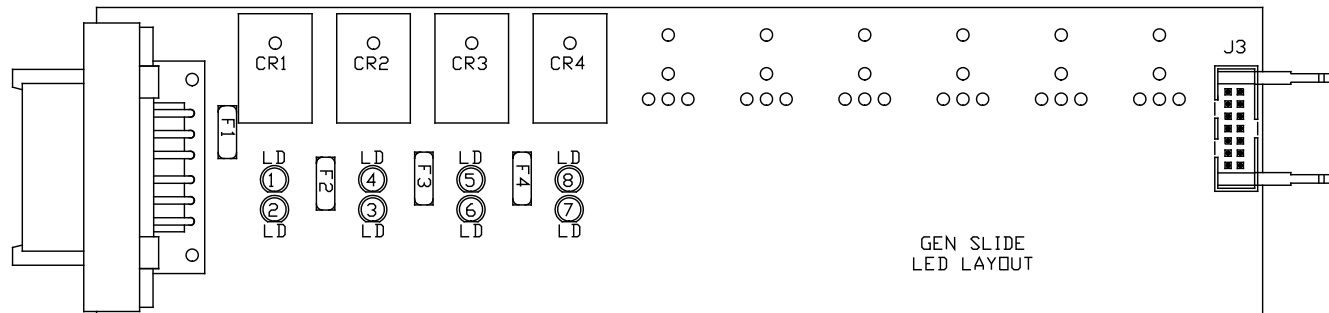 J3
CR1 CR2 CR3 CR4
F1
LD LD LD LD
F2 F3 F4
1 4 5 8
2 3 6 7
LD LD LD LD
GEN SLIDE
LED LAYOUT